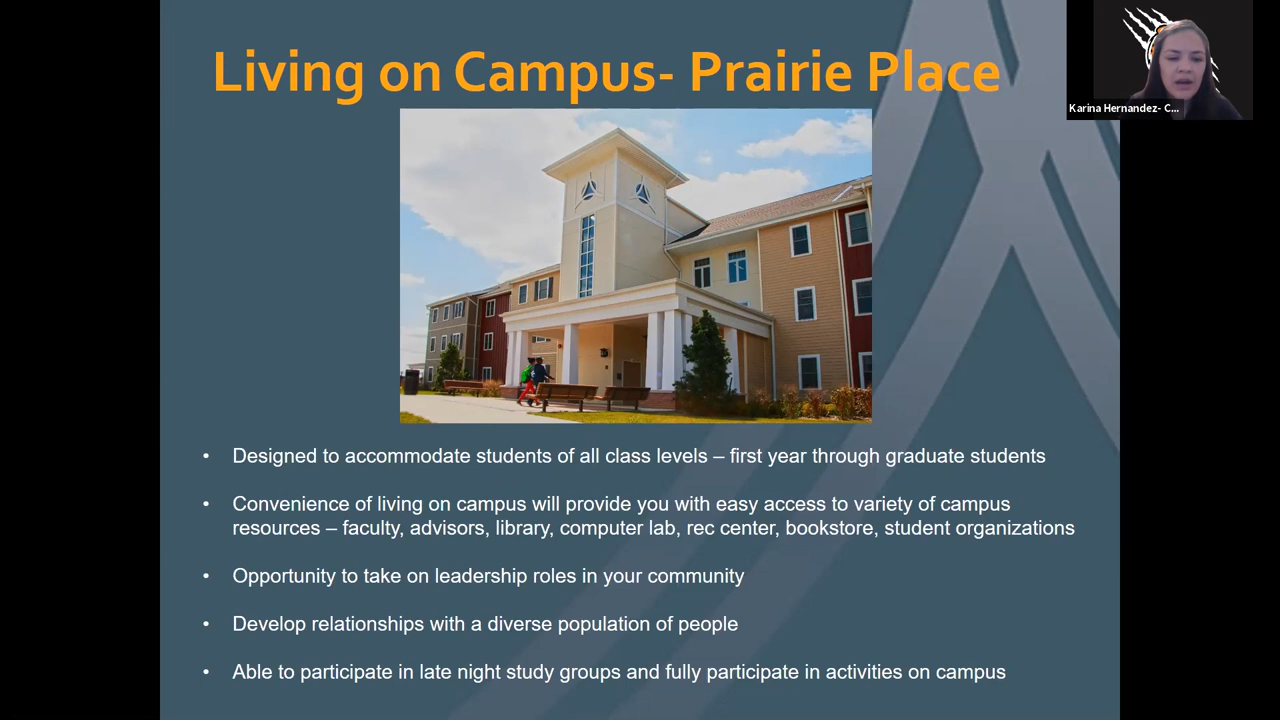 Living on Campus- Prairie Place
Karina Hernandez- C...
• Designed to accommodate students of all class levels – first year through graduate students
• Convenience of living on campus will provide you with easy access to variety of campus
resources – faculty, advisors, library, computer lab, rec center, bookstore, student organizations
• Opportunity to take on leadership roles in your community
• Develop relationships with a diverse population of people
• Able to participate in late night study groups and fully participate in activities on campus